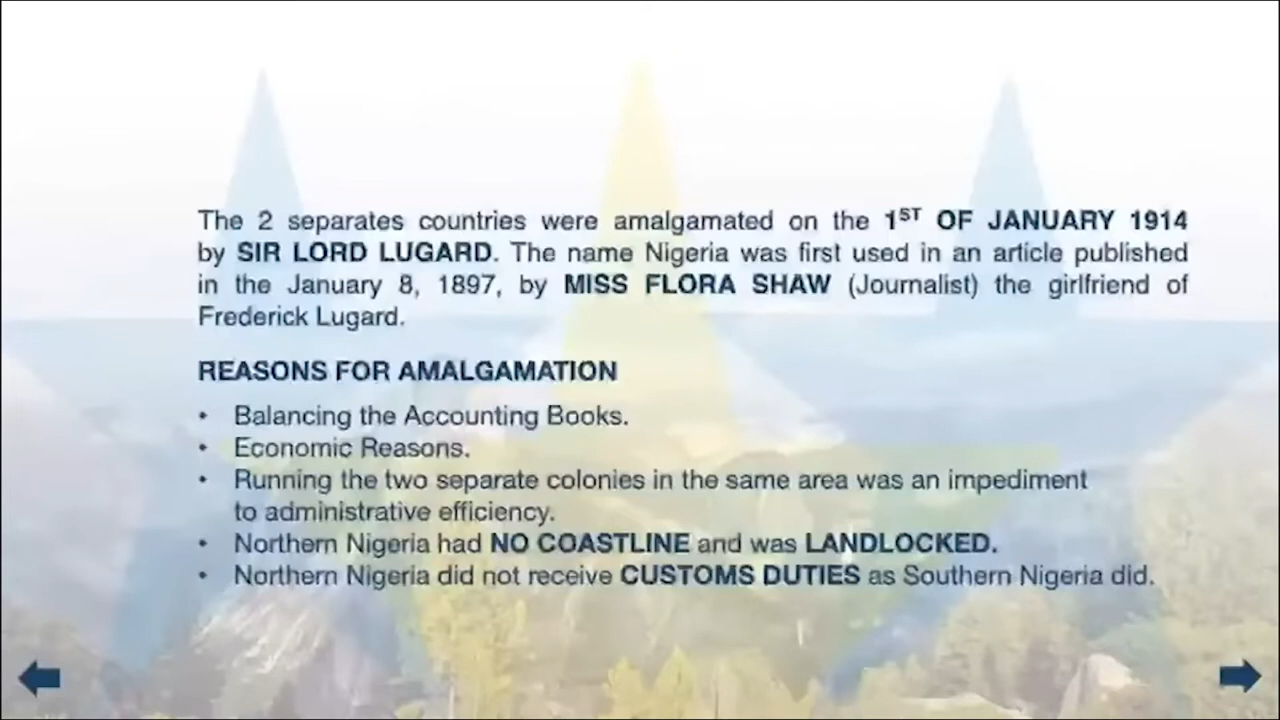 The 2 separates countries were amalgamated on the 1ST OF JANUARY 1914
by SIR LORD LUGARD. The name Nigeria was first used in an article published
in the January 8, 1897, by MISS FLORA SHAW (Journalist) the girlfriend of
Frederick Lugard.
REASONS FOR AMALGAMATION
• Balancing the Accounting Books.
• Economic Reasons.
• Running the two separate colonies in the same area was an impediment
to administrative efficiency.
• Northern Nigeria had NO COASTLINE and was LANDLOCKED.
• Northern Nigeria did not receive CUSTOMS DUTIES as Southern Nigeria did.